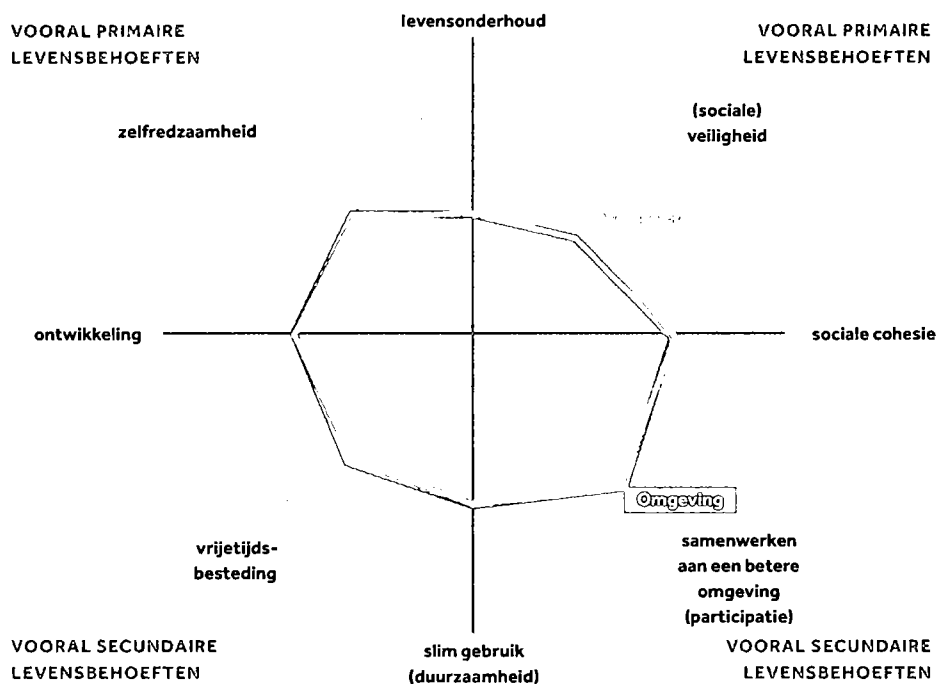 levensonderhoud
VOORAL PRIMAIRE
LEVENSBEHOEFTEN
VOORAL PRIMAIRE
LEVENSBEHOEFTEN
zelfredzaamheid
(sociale)
veiligheid
ontwikkeling
sociale cohesie
Omgeving
vrijetijds-
besteding
samenwerken
aan een betere
omgeving
(participatie)
VOORAL SECUNDAIRE
LEVENSBEHOEFTEN
slim gebruik
(duurzaamheid)
VOORAL SECUNDAIRE
LEVENSBEHOEFTEN